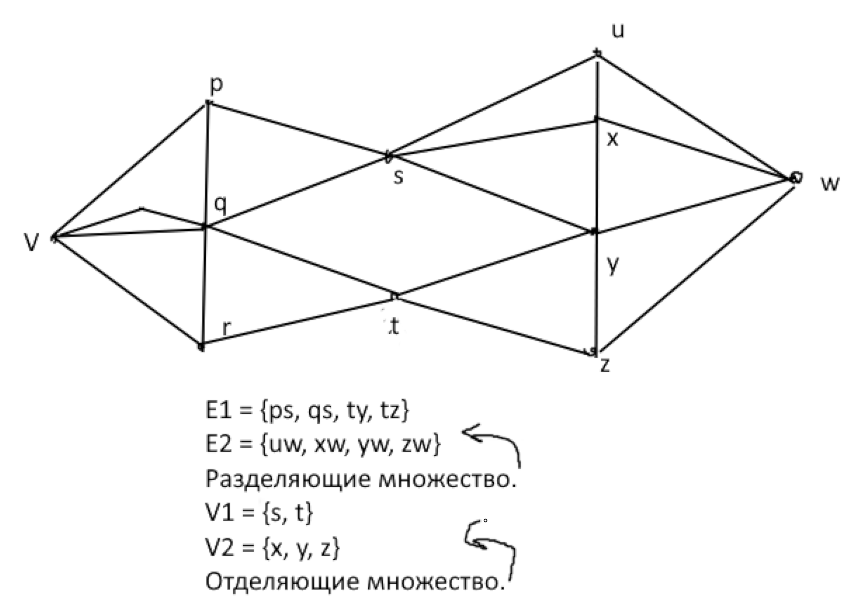 u
p
x
s
q
w
V
y
r
t
z
E1 = {ps, qs, ty, tz}
E2 = {uw, xw, yw, zw}
Разделяющие множество.
V1 = {s, t}
V2 = {x, y, z}
Отделяющие множество.